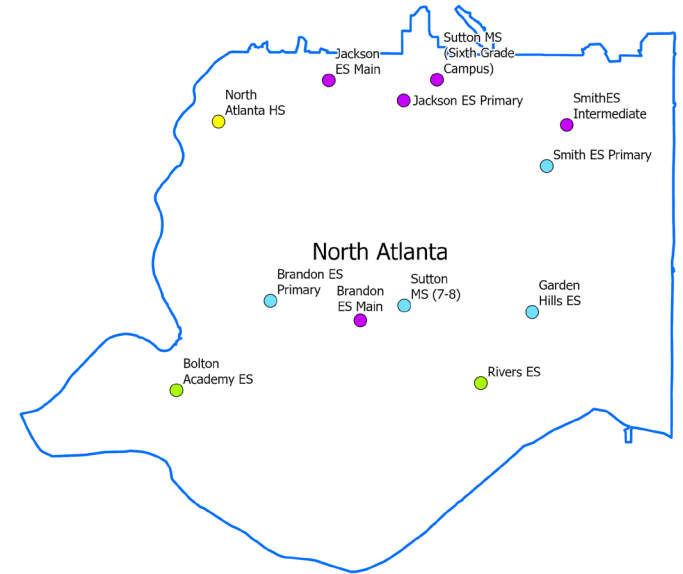 Sutton MS
(Sixth Grade
Campus)
Jackson
ES Main
North
Atlanta HS
Jackson ES Primary
SmithES
Intermediate
Smith ES Primary
North Atlanta
Brandon ES
Primary
Brandon
ES Main
Sutton
MS (7-8)
Garden
Hills ES
Bolton
Academy ES
Rivers ES